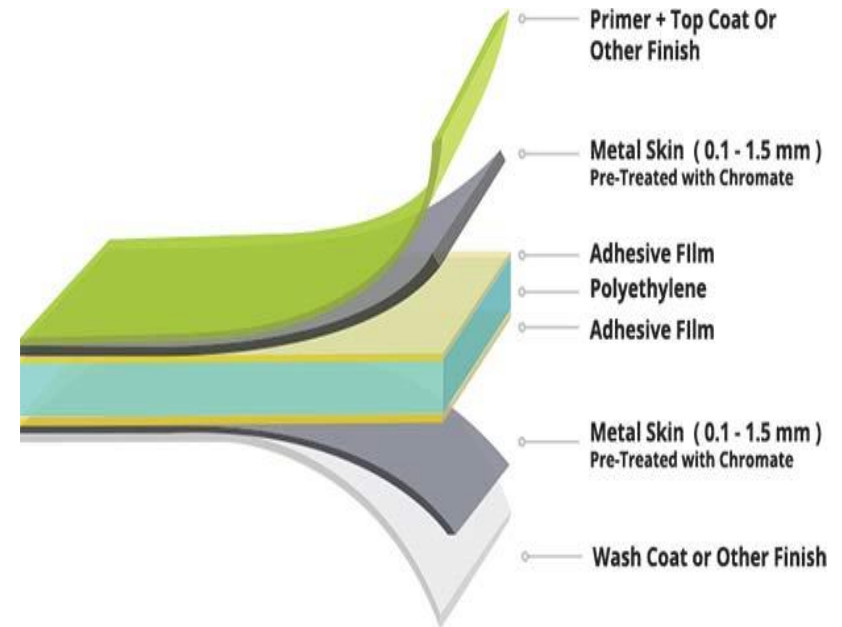 Primer + Top Coat Or
Other Finish
Metal Skin ( 0.1 - 1.5 mm )
Pre-Treated with Chromate
Adhesive FIlm
Polyethylene
Adhesive FIlm
Metal Skin ( 0.1 - 1.5 mm )
Pre-Treated with Chromate
Wash Coat or Other Finish